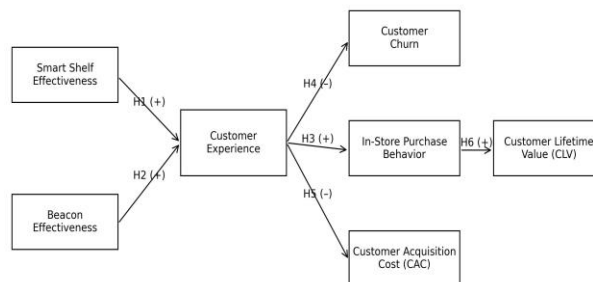 Smart Shelf
Effectiveness
H1 (+)
Beacon
Effectiveness
H2 (+)
Customer
Experience
H4 (–)
H3 (+)
H5 (–)
Customer
Churn
In-Store Purchase
Behavior
H6 (+)
Customer Lifetime
Value (CLV)
Customer Acquisition
Cost (CAC)